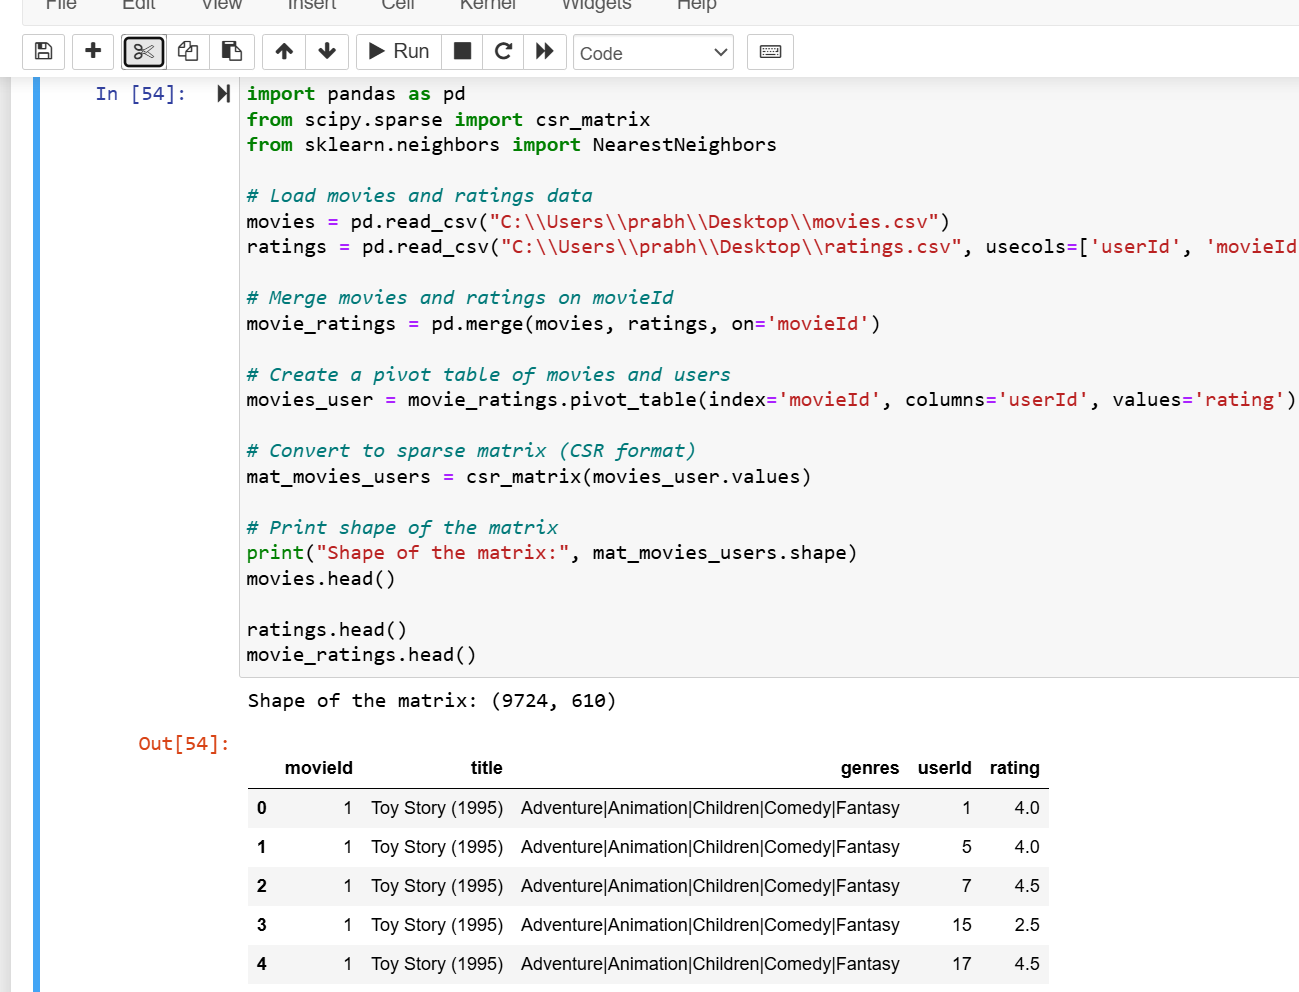 File Edit View Insert Cell Kernel Widgets Help
Run Code
In [54]:
import pandas as pd
from scipy.sparse import csr_matrix
from sklearn.neighbors import NearestNeighbors
# Load movies and ratings data
movies = pd.read_csv("C:\\Users\\prabh\\Desktop\\movies.csv")
ratings = pd.read_csv("C:\\Users\\prabh\\Desktop\\ratings.csv", usecols=['userId', 'movieId
# Merge movies and ratings on movieId
movie_ratings = pd.merge(movies, ratings, on='movieId')
# Create a pivot table of movies and users
movies_user = movie_ratings.pivot_table(index='movieId', columns='userId', values='rating')
# Convert to sparse matrix (CSR format)
mat_movies_users = csr_matrix(movies_user.values)
# Print shape of the matrix
print("Shape of the matrix:", mat_movies_users.shape)
movies.head()
ratings.head()
movie_ratings.head()
Shape of the matrix: (9724, 610)
Out[54]:
movieId title genres userId rating
0 1 Toy Story (1995) Adventure|Animation|Children|Comedy|Fantasy 1 4.0
1 1 Toy Story (1995) Adventure|Animation|Children|Comedy|Fantasy 5 4.0
2 1 Toy Story (1995) Adventure|Animation|Children|Comedy|Fantasy 7 4.5
3 1 Toy Story (1995) Adventure|Animation|Children|Comedy|Fantasy 15 2.5
4 1 Toy Story (1995) Adventure|Animation|Children|Comedy|Fantasy 17 4.5